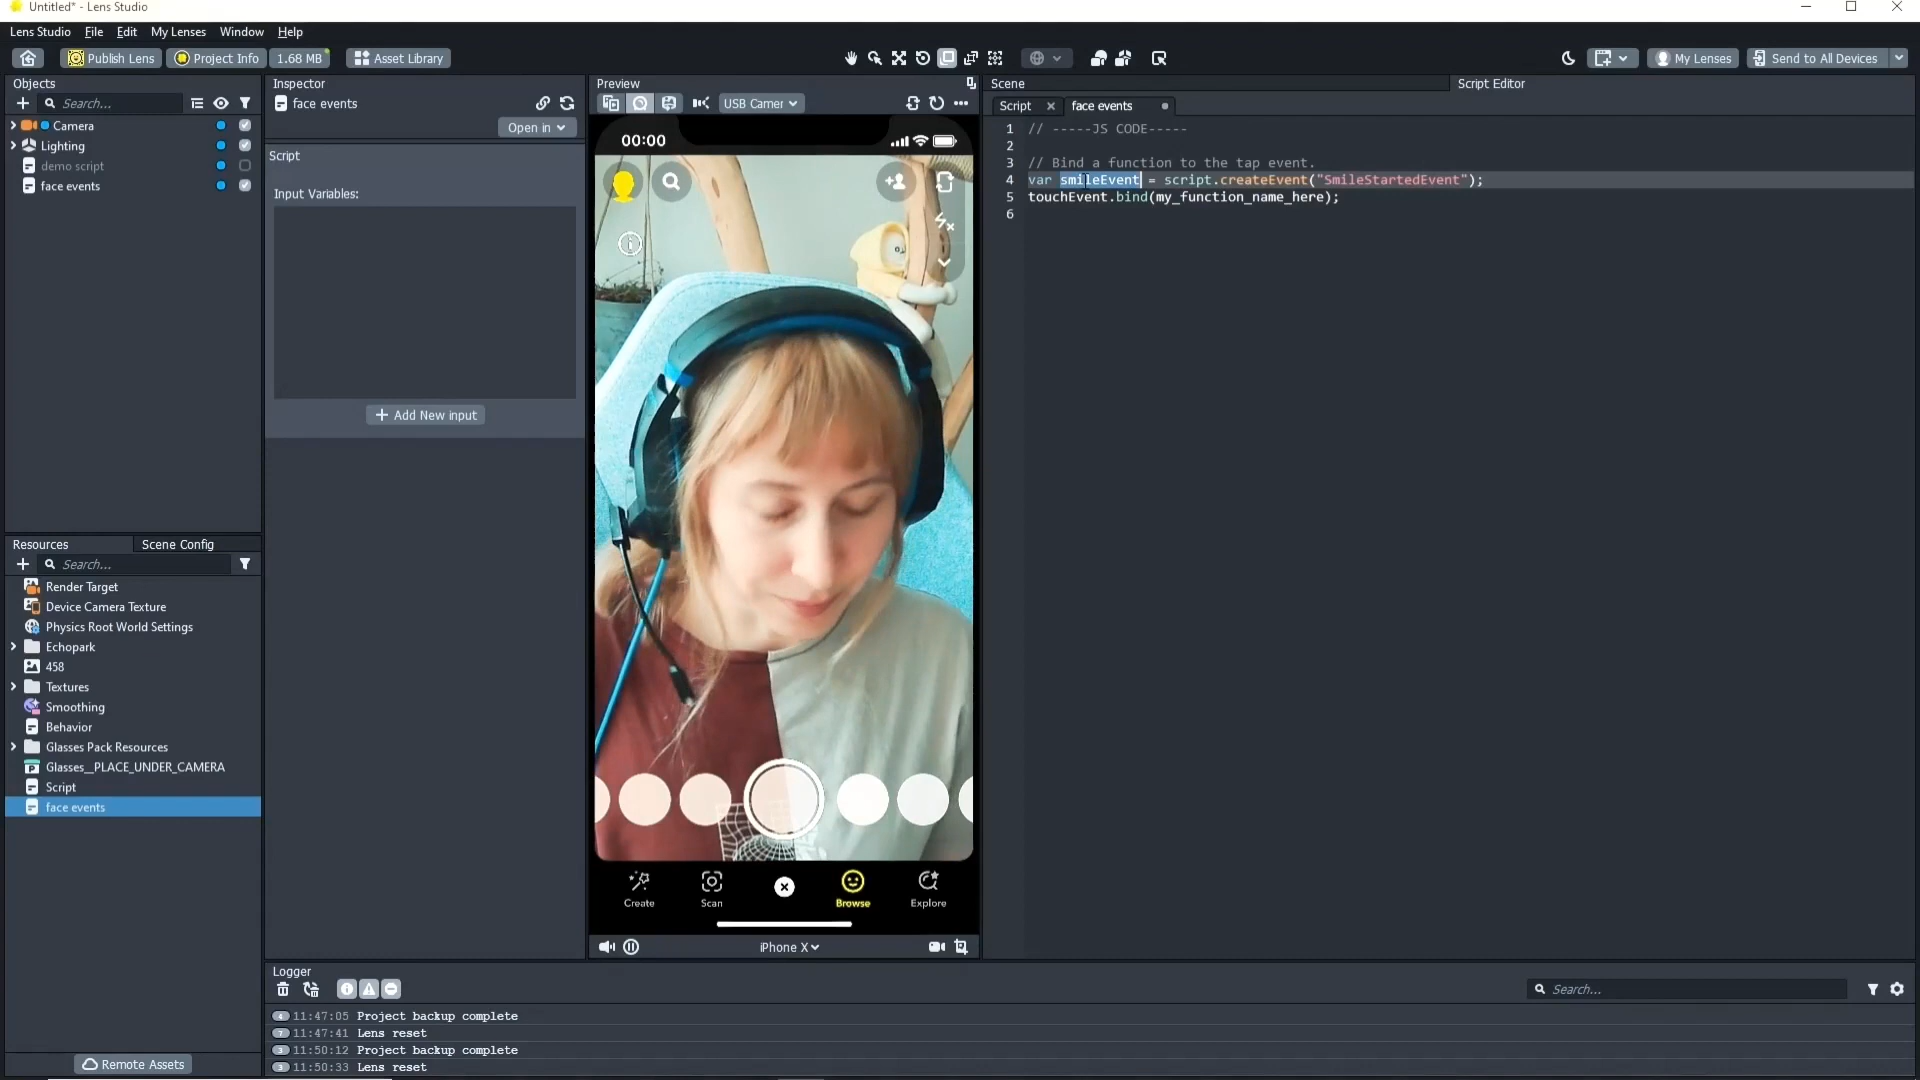 Untitled* - Lens Studio
Lens Studio File Edit My Lenses Window Help
Publish Lens Project Info 1.68 MB Asset Library My Lenses Send to All Devices
Objects
Search...
Camera
Lighting
demo script
face events
Resources Scene Config
Search...
Render Target
Device Camera Texture
Physics Root World Settings
Echopark
458
Textures
Smoothing
Behavior
Glasses Pack Resources
Glasses__PLACE_UNDER_CAMERA
Script
face events
Remote Assets
Inspector
face events
Open in
Script
Input Variables:
+ Add New input
Preview
USB Camer
00:00
Create Scan Browse Explore
iPhone X
Scene Script Editor
Script face events
1 // -----JS CODE-----
2
3 // Bind a function to the tap event.
4 var smileEvent = script.createEvent("SmileStartedEvent");
5 touchEvent.bind(my_function_name_here);
6
Logger
Search...
4 11:47:05 Project backup complete
7 11:47:41 Lens reset
3 11:50:12 Project backup complete
3 11:50:33 Lens reset